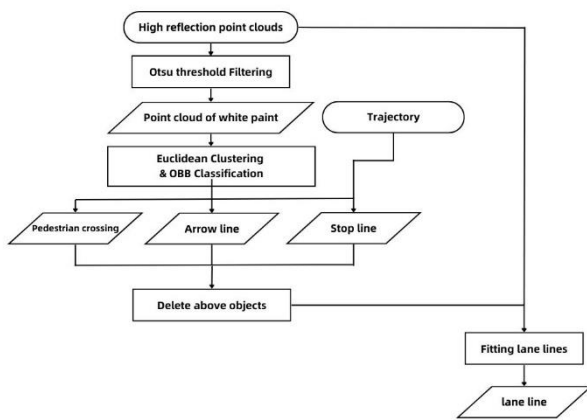 High reflection point clouds
Otsu threshold Filtering
Point cloud of white paint
Trajectory
Euclidean Clustering
& OBB Classification
Pedestrian crossing
Arrow line
Stop line
Delete above objects
Fitting lane lines
lane line